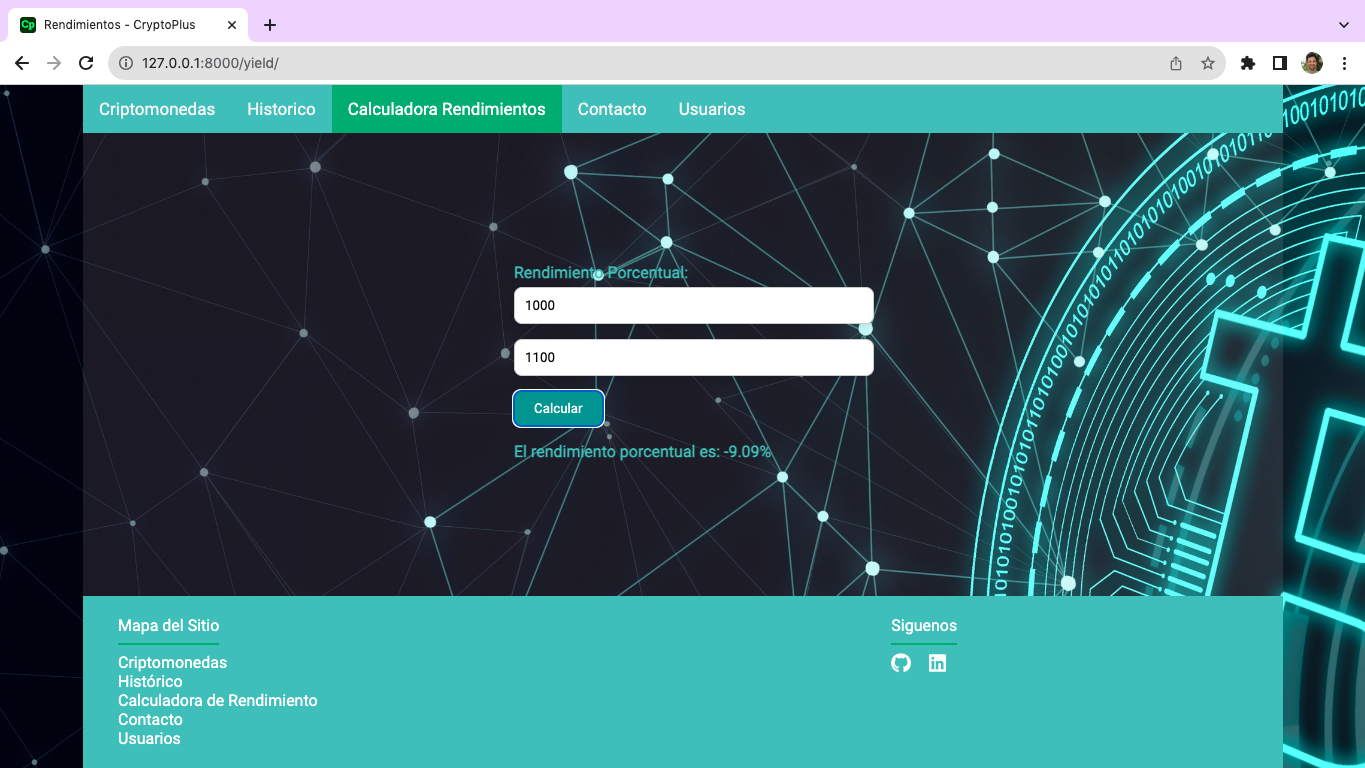 Cp Rendimientos - CryptoPlus
127.0.0.1:8000/yield/
Criptomonedas Historico Calculadora Rendimientos Contacto Usuarios
Rendimiento Porcentual:
1000
1100
Calcular
El rendimiento porcentual es: -9.09%
Mapa del Sitio
Criptomonedas
Histórico
Calculadora de Rendimiento
Contacto
Usuarios
Siguenos